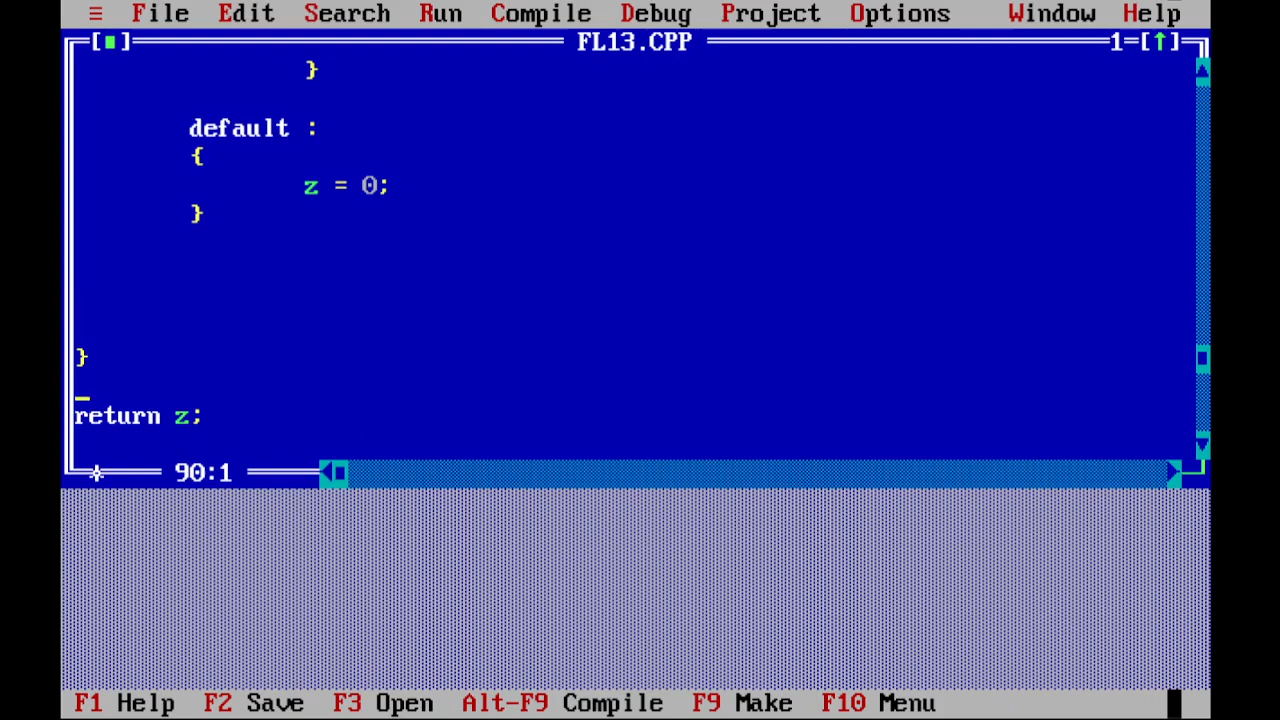 ≡ File Edit Search Run Compile Debug Project Options Window Help
[■] FL13.CPP 1=[↑]
}
default :
{
z = 0;
}
}
return z;
90:1
F1 Help F2 Save F3 Open Alt-F9 Compile F9 Make F10 Menu